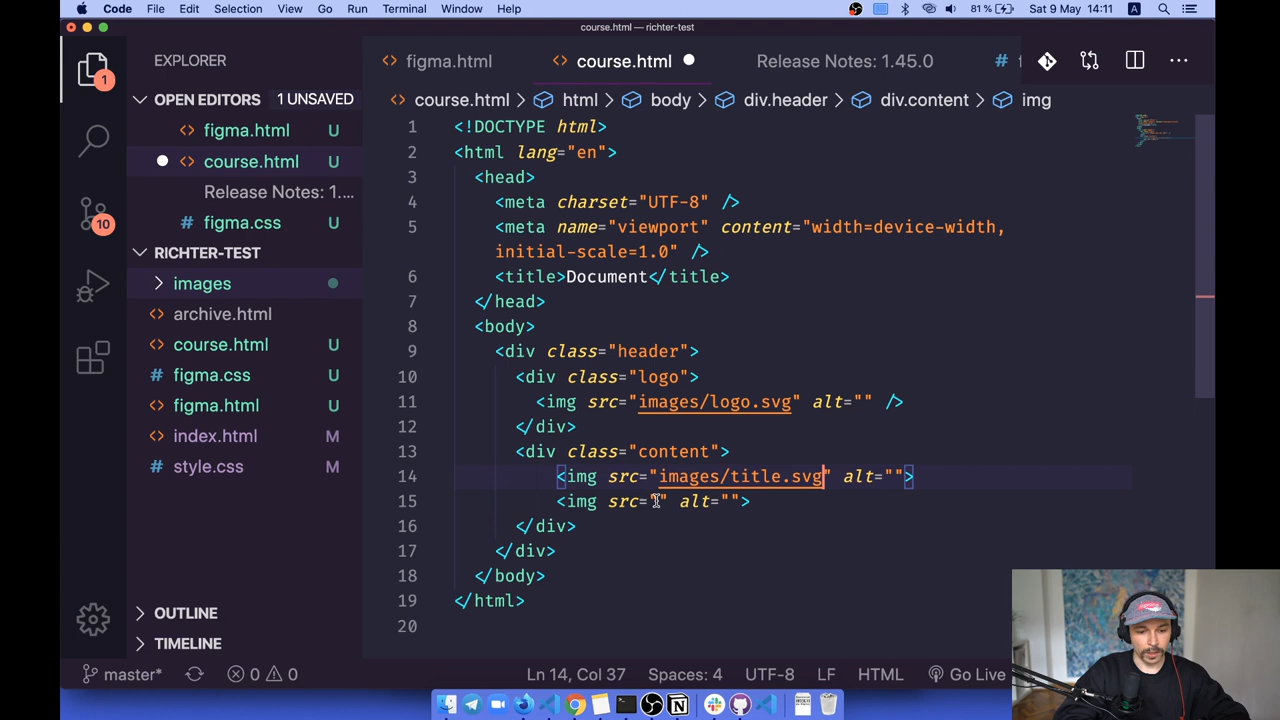 Code File Edit Selection View Go Run Terminal Window Help 81% Sat 9 May 14:11 A
course.html — richter-test
EXPLORER
OPEN EDITORS 1 UNSAVED
figma.html U
course.html U
Release Notes: 1....
figma.css U
RICHTER-TEST
images
archive.html
course.html U
figma.css U
figma.html U
index.html M
style.css M
OUTLINE
TIMELINE
1
10
figma.html course.html Release Notes: 1.45.0 # f
course.html > html > body > div.header > div.content > img
1 <!DOCTYPE html>
2 <html lang="en">
3 <head>
4 <meta charset="UTF-8" />
5 <meta name="viewport" content="width=device-width,
initial-scale=1.0" />
6 <title>Document</title>
7 </head>
8 <body>
9 <div class="header">
10 <div class="logo">
11 <img src="images/logo.svg" alt="" />
12 </div>
13 <div class="content">
14 <img src="images/title.svg" alt="">
15 <img src="" alt="">
16 </div>
17 </div>
18 </body>
19 </html>
20
master* 0 0 Ln 14, Col 37 Spaces: 4 UTF-8 LF HTML Go Live